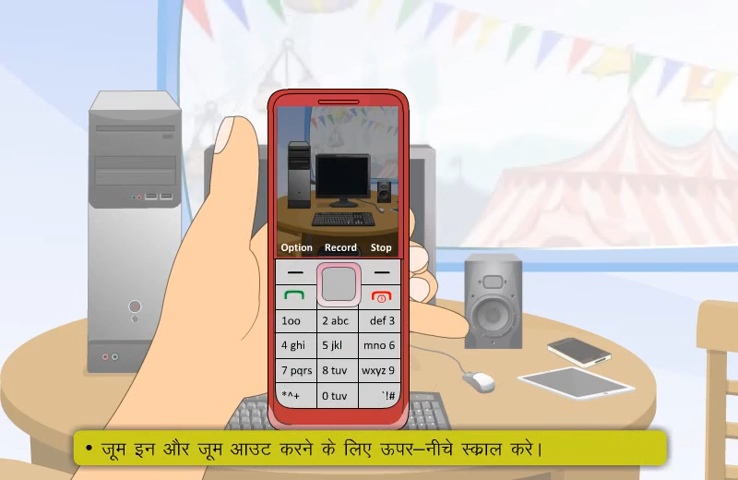 Option Record Stop
1oo 2 abc def 3
4 ghi 5 jkl mno 6
7 pqrs 8 tuv wxyz 9
*^+ 0 tuv `!#
• जूम इन और जूम आउट करने के लिए ऊपर–नीचे स्क्राल करे।